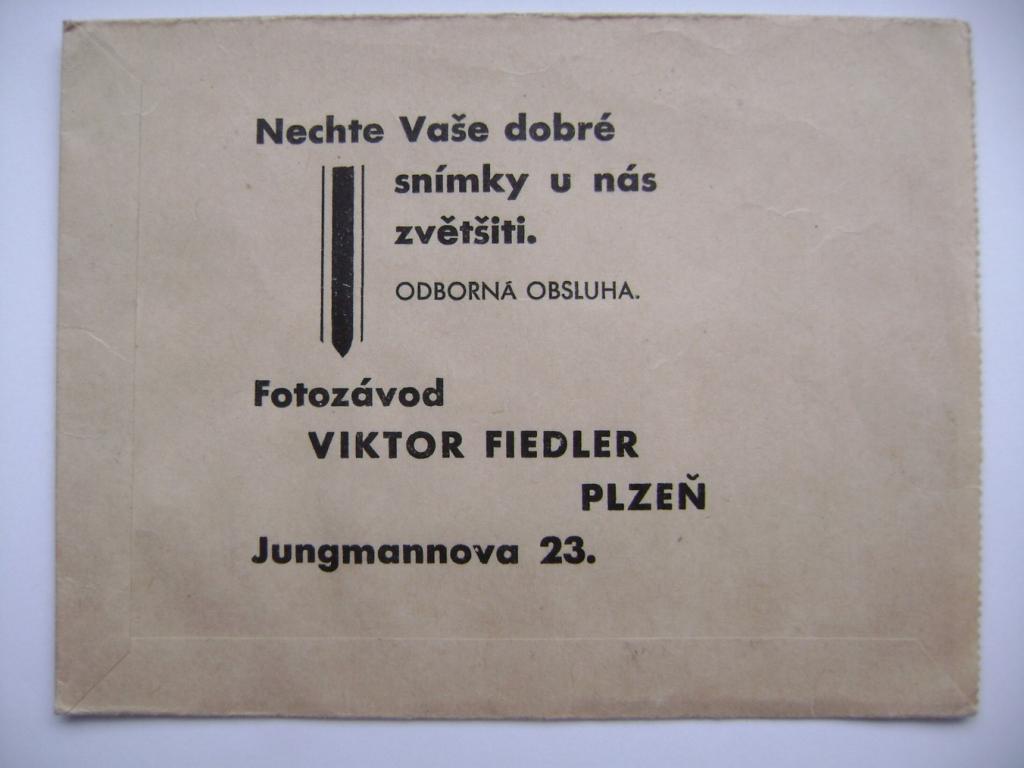 Nechte Vaše dobré
snímky u nás
zvětšiti.
ODBORNÁ OBSLUHA.
Fotozávod
VIKTOR FIEDLER
PLZEŇ
Jungmannova 23.